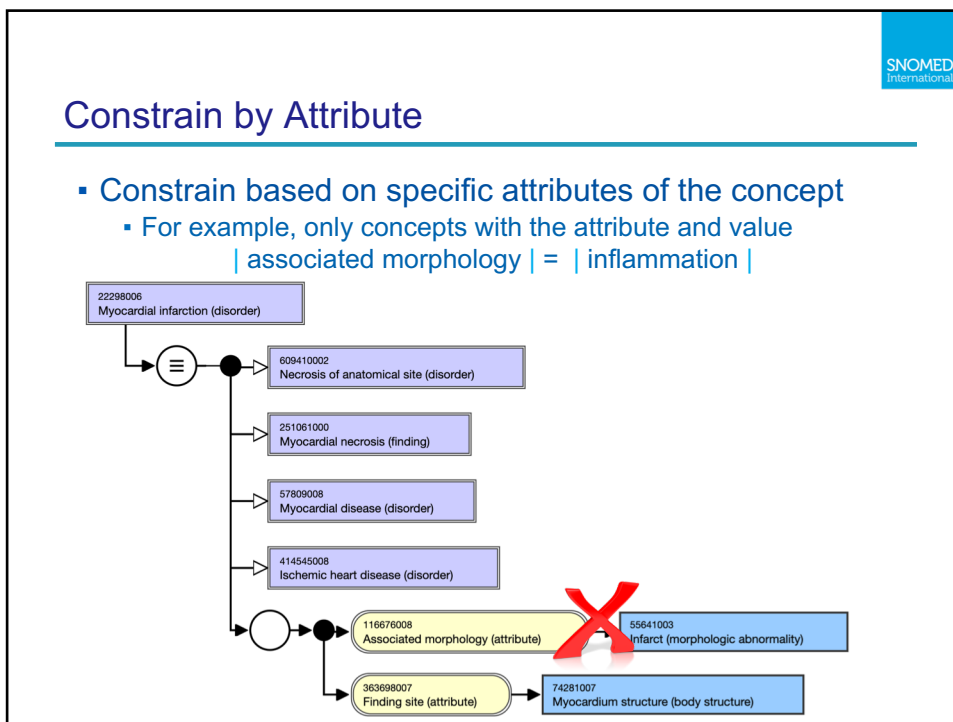 SNOMED
International
Constrain by Attribute
▪ Constrain based on specific attributes of the concept
▪ For example, only concepts with the attribute and value
| associated morphology | = | inflammation |
22298006
Myocardial infarction (disorder)
609410002
Necrosis of anatomical site (disorder)
251061000
Myocardial necrosis (finding)
57809008
Myocardial disease (disorder)
414545008
Ischemic heart disease (disorder)
116676008
Associated morphology (attribute)
55641003
Infarct (morphologic abnormality)
363698007
Finding site (attribute)
74281007
Myocardium structure (body structure)